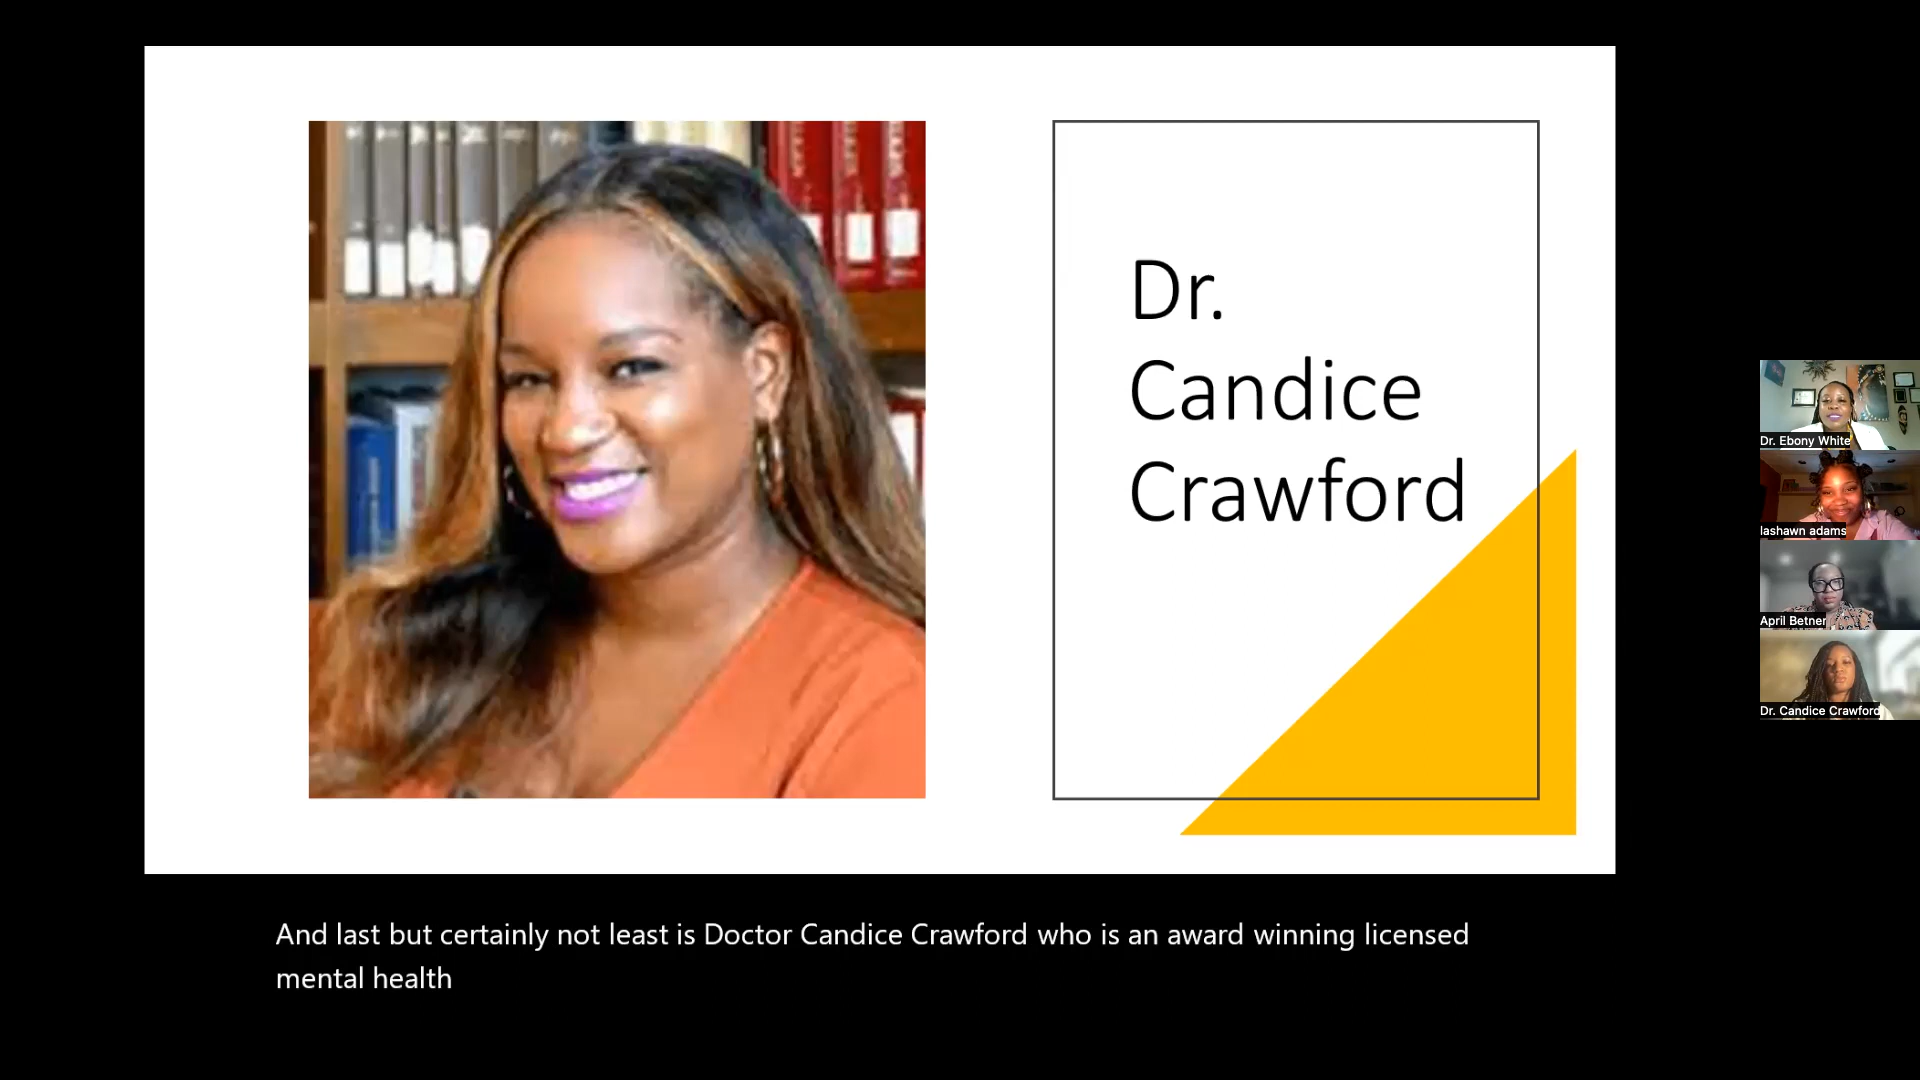 Dr.
Candice
Crawford
Dr. Ebony White
lashawn adams
April Betner
Dr. Candice Crawford
And last but certainly not least is Doctor Candice Crawford who is an award winning licensed
mental health